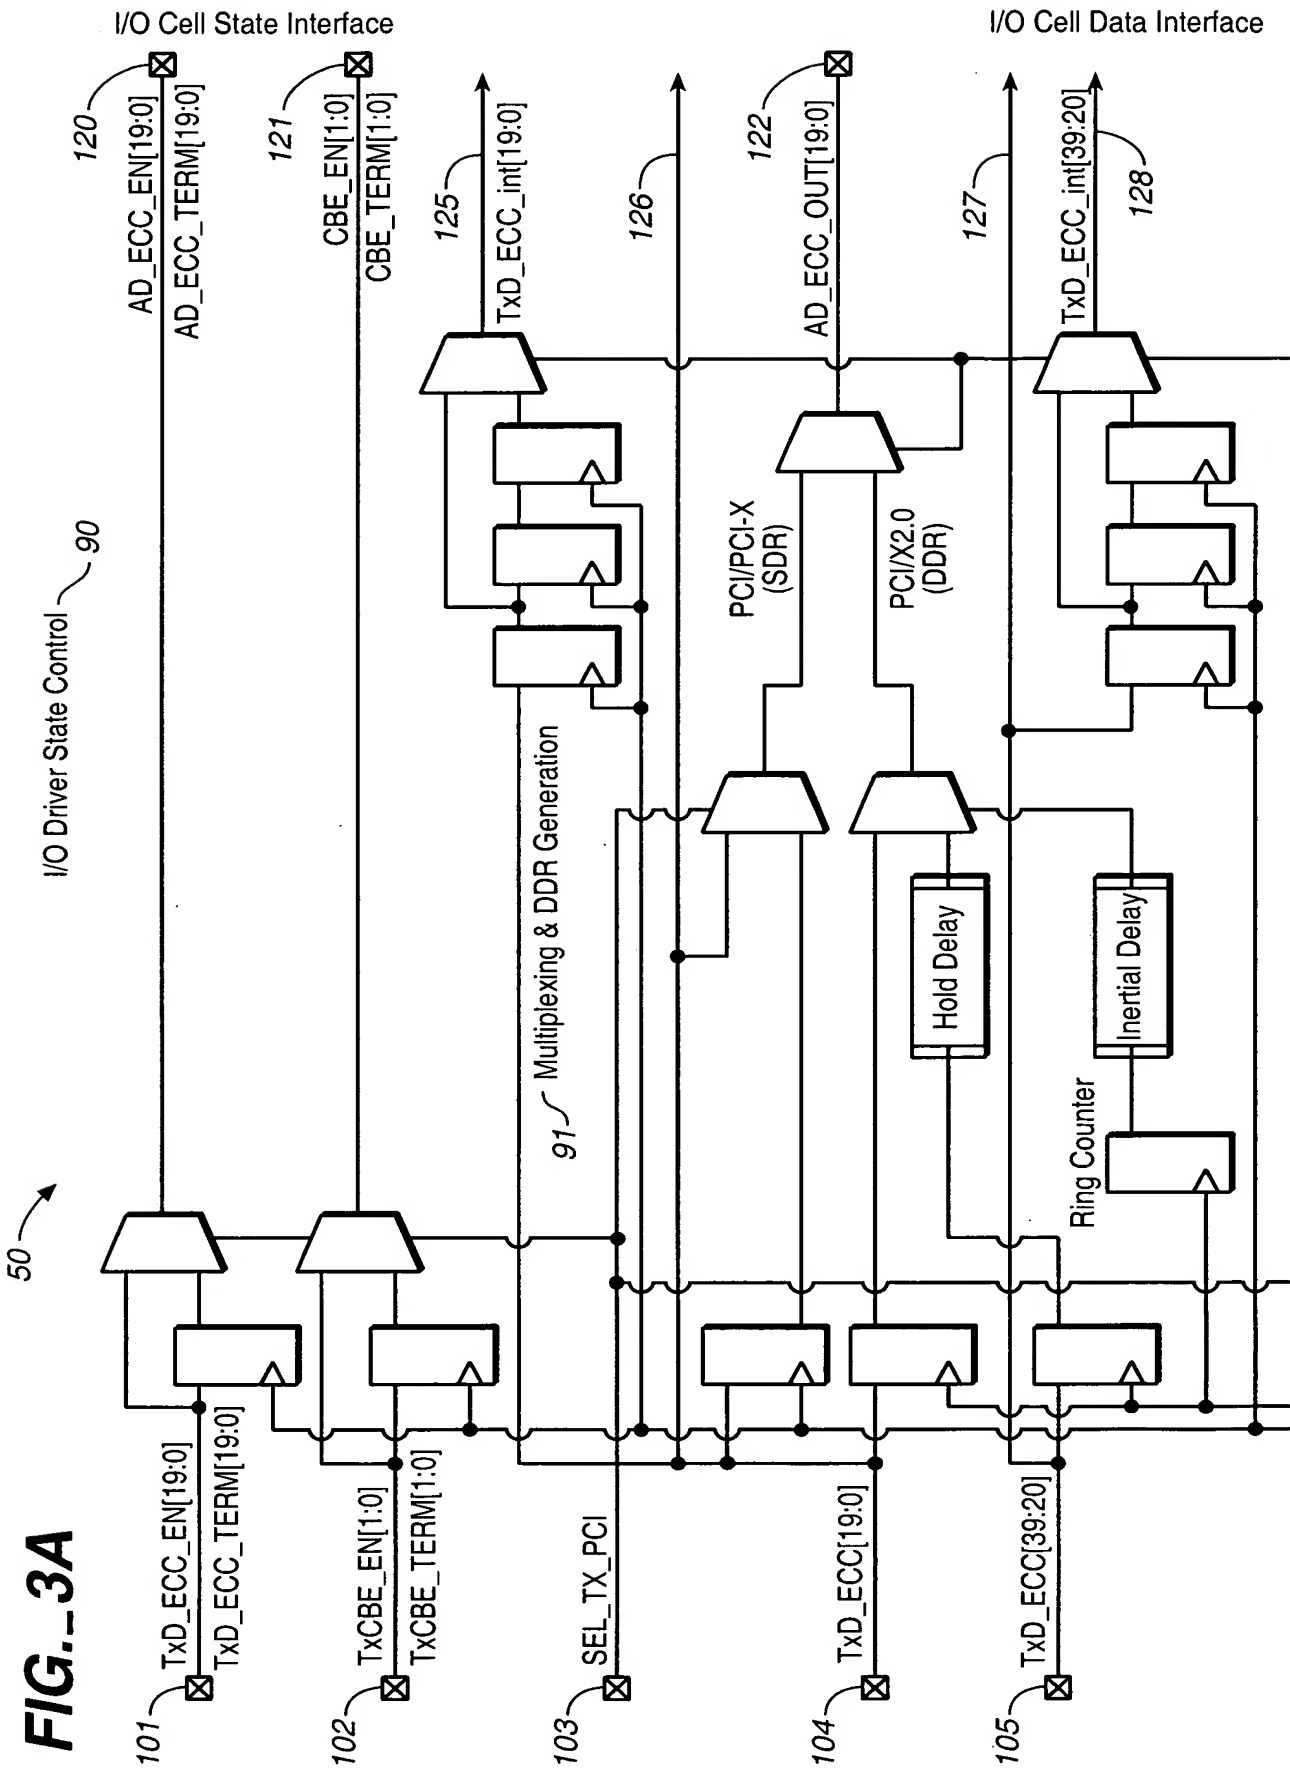 FIG._3A
50
I/O Driver State Control
90
I/O Cell State Interface
101
TxD_ECC_EN[19:0]
TxD_ECC_TERM[19:0]
120
AD_ECC_EN[19:0]
AD_ECC_TERM[19:0]
102
TxCBE_EN[1:0]
TxCBE_TERM[1:0]
121
CBE_EN[1:0]
CBE_TERM[1:0]
125
TxD_ECC_int[19:0]
91
Multiplexing & DDR Generation
103
SEL_TX_PCI
126
PCI/PCI-X
(SDR)
122
AD_ECC_OUT[19:0]
104
TxD_ECC[19:0]
PCI/X2.0
(DDR)
Hold Delay
I/O Cell Data Interface
127
105
TxD_ECC[39:20]
Ring Counter
Inertial Delay
TxD_ECC_int[39:20]
128